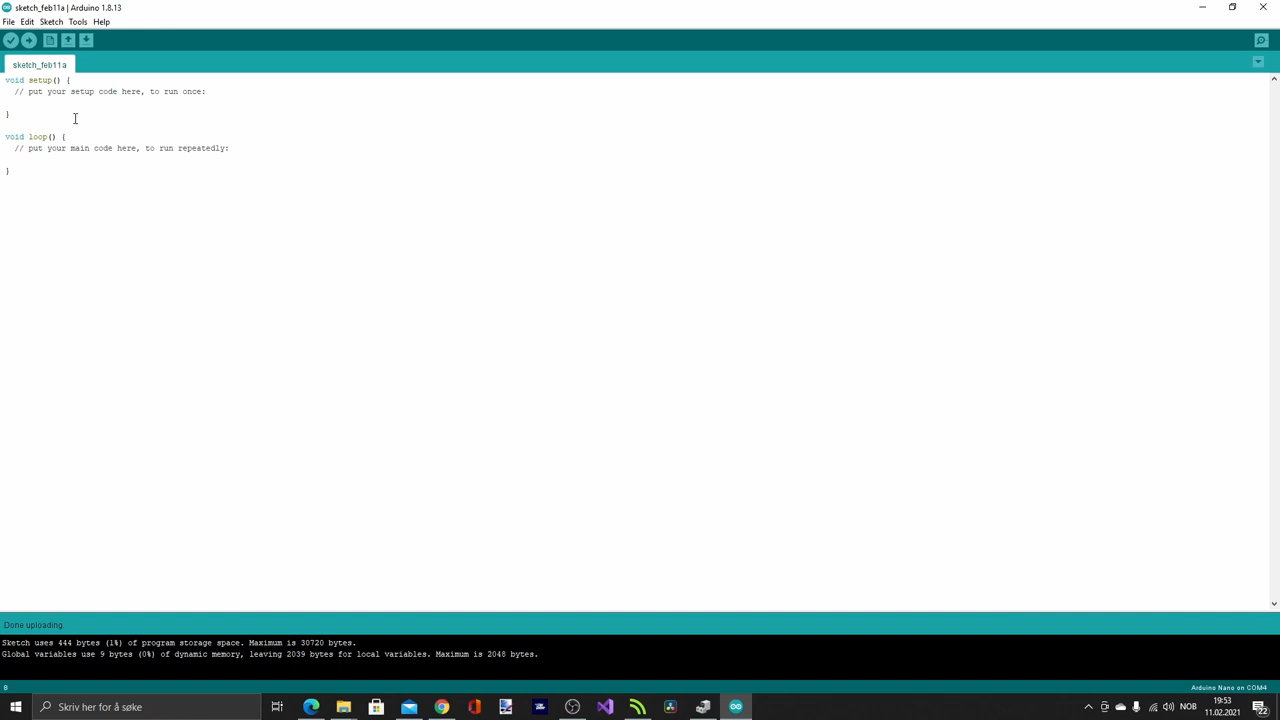 sketch_feb11a | Arduino 1.8.13
File Edit Sketch Tools Help
sketch_feb11a
void setup() {
// put your setup code here, to run once:
}
void loop() {
// put your main code here, to run repeatedly:
}
Done uploading.
Sketch uses 444 bytes (1%) of program storage space. Maximum is 30720 bytes.
Global variables use 9 bytes (0%) of dynamic memory, leaving 2039 bytes for local variables. Maximum is 2048 bytes.
8
Arduino Nano on COM4
Skriv her for å søke
NOB
19:53
11.02.2021
22